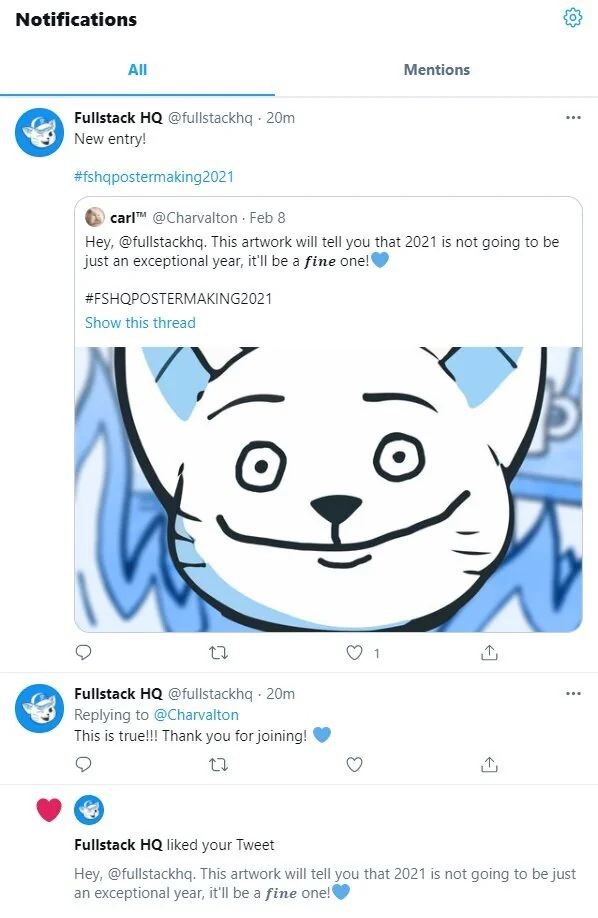 Notifications
All
Mentions
Fullstack HQ @fullstackhq · 20m
New entry!
#fshqpostermaking2021
carl™ @Charvalton · Feb 8
Hey, @fullstackhq. This artwork will tell you that 2021 is not going to be
just an exceptional year, it'll be a 𝒇𝒊𝒏𝒆 one!💙
#FSHQPOSTERMAKING2021
Show this thread
1
Fullstack HQ @fullstackhq · 20m
Replying to @Charvalton
This is true!!! Thank you for joining! 💙
Fullstack HQ liked your Tweet
Hey, @fullstackhq. This artwork will tell you that 2021 is not going to be just
an exceptional year, it'll be a 𝒇𝒊𝒏𝒆 one!💙